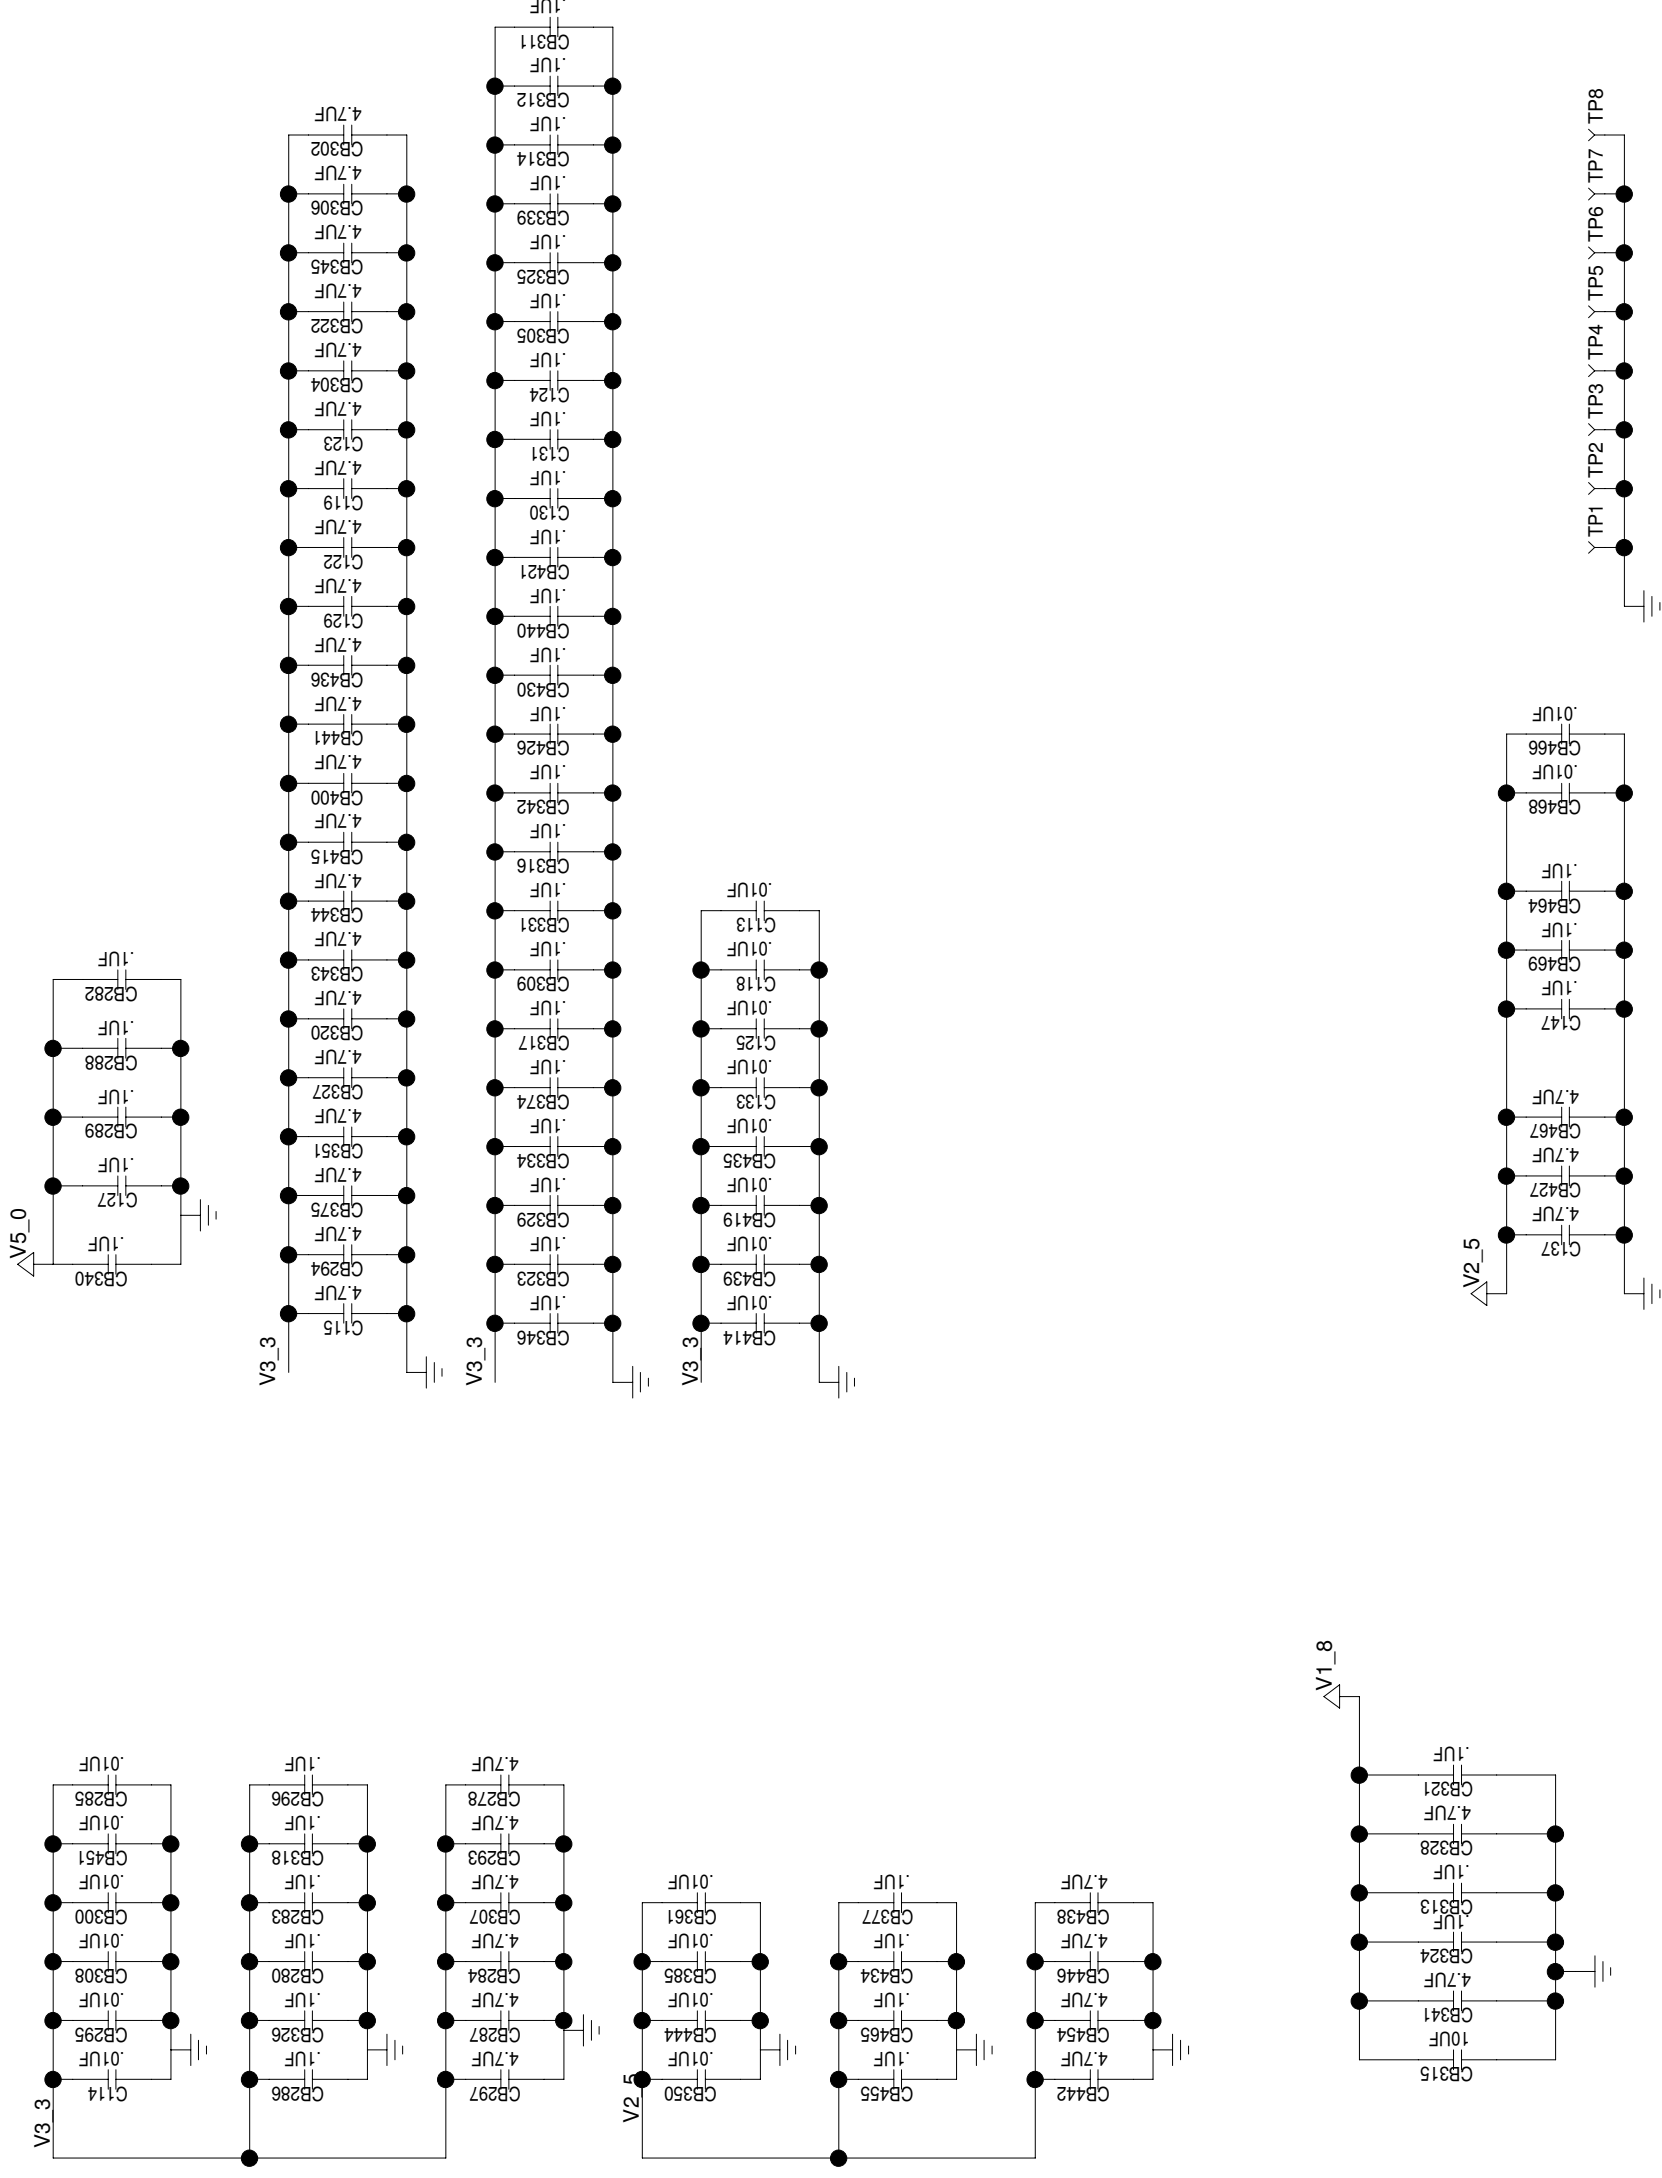 V5_0
.1UF
CB282
.1UF
CB288
.1UF
CB289
.1UF
C127
.1UF
CB340
V3_3
4.7UF
CB302
4.7UF
CB306
4.7UF
CB345
4.7UF
CB322
4.7UF
CB304
4.7UF
C123
4.7UF
C119
4.7UF
C122
4.7UF
C129
4.7UF
CB436
4.7UF
CB441
4.7UF
CB400
4.7UF
CB415
4.7UF
CB344
4.7UF
CB343
4.7UF
CB320
4.7UF
CB327
4.7UF
CB351
4.7UF
CB375
4.7UF
CB294
4.7UF
C115
V3_3
.1UF
CB311
.1UF
CB312
.1UF
CB314
.1UF
CB339
.1UF
CB325
.1UF
CB305
.1UF
C124
.1UF
C131
.1UF
C130
.1UF
CB421
.1UF
CB440
.1UF
CB430
.1UF
CB426
.1UF
CB342
.1UF
CB316
.1UF
CB331
.1UF
CB309
.1UF
CB317
.1UF
CB374
.1UF
CB334
.1UF
CB329
.1UF
CB323
.1UF
CB346
V3_3
.01UF
C113
.01UF
C118
.01UF
C125
.01UF
C133
.01UF
CB435
.01UF
CB419
.01UF
CB439
.01UF
CB414
TP8
TP7
TP6
TP5
TP4
TP3
TP2
TP1
V2_5
.01UF
CB466
.01UF
CB468
.1UF
CB464
.1UF
CB469
.1UF
C147
4.7UF
CB467
4.7UF
CB427
4.7UF
C137
V3_3
.01UF
CB285
.01UF
CB451
.01UF
CB300
.01UF
CB308
.01UF
CB295
.01UF
C114
.1UF
CB296
.1UF
CB318
.1UF
CB283
.1UF
CB280
.1UF
CB326
.1UF
CB286
4.7UF
CB278
4.7UF
CB293
4.7UF
CB307
4.7UF
CB284
4.7UF
CB287
4.7UF
CB297
V2_5
.01UF
CB361
.01UF
CB385
.01UF
CB444
.01UF
CB350
.1UF
CB377
.1UF
CB434
.1UF
CB465
.1UF
CB455
4.7UF
CB438
4.7UF
CB446
4.7UF
CB454
4.7UF
CB442
V1_8
.1UF
CB321
4.7UF
CB328
.1UF
CB313
.1UF
CB324
4.7UF
CB341
10UF
CB315